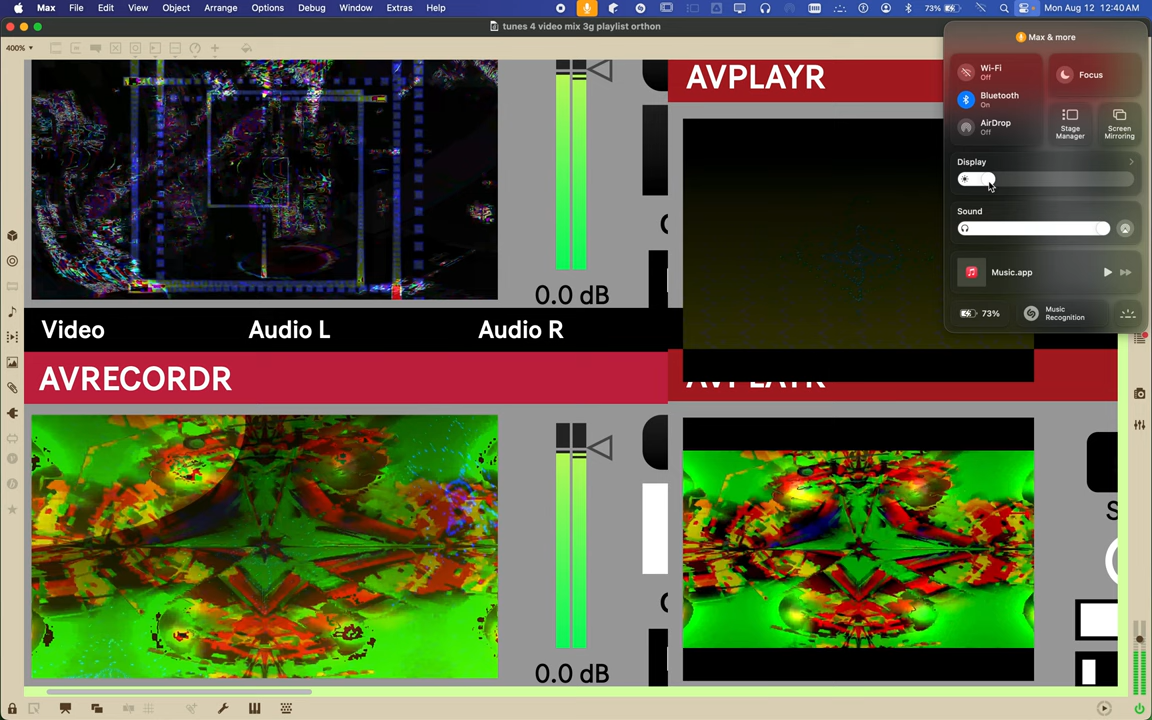 Max File Edit View Object Arrange Options Debug Window Extras Help 73% Mon Aug 12 12:40 AM
tunes 4 video mix 3g playlist orthon
400%
Max & more
Wi-Fi
Off
Bluetooth
On
AirDrop
Off
Focus
Stage
Manager
Screen
Mirroring
Display
Sound
Music.app
73%
Music
Recognition
AVPLAYR
0.0 dB
Video Audio L Audio R
AVRECORDR
AVPLAYR
0.0 dB